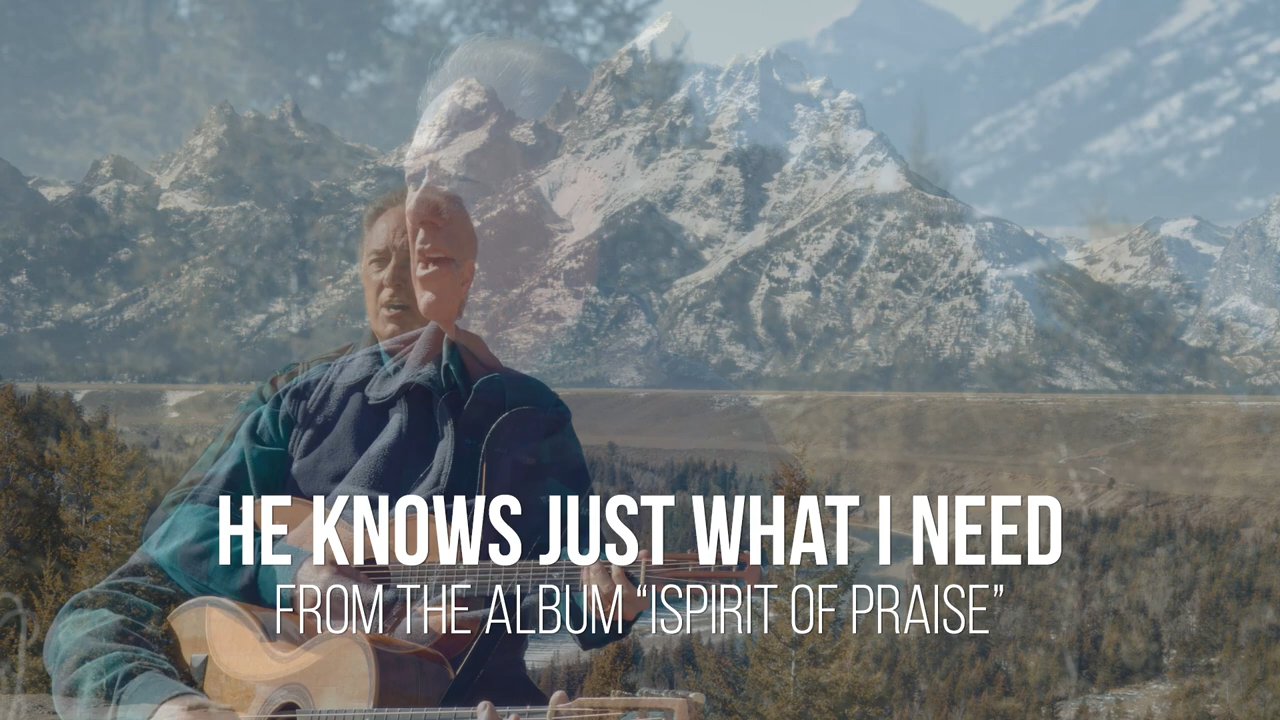 HE KNOWS JUST WHAT I NEED
FROM THE ALBUM “ISPIRIT OF PRAISE”